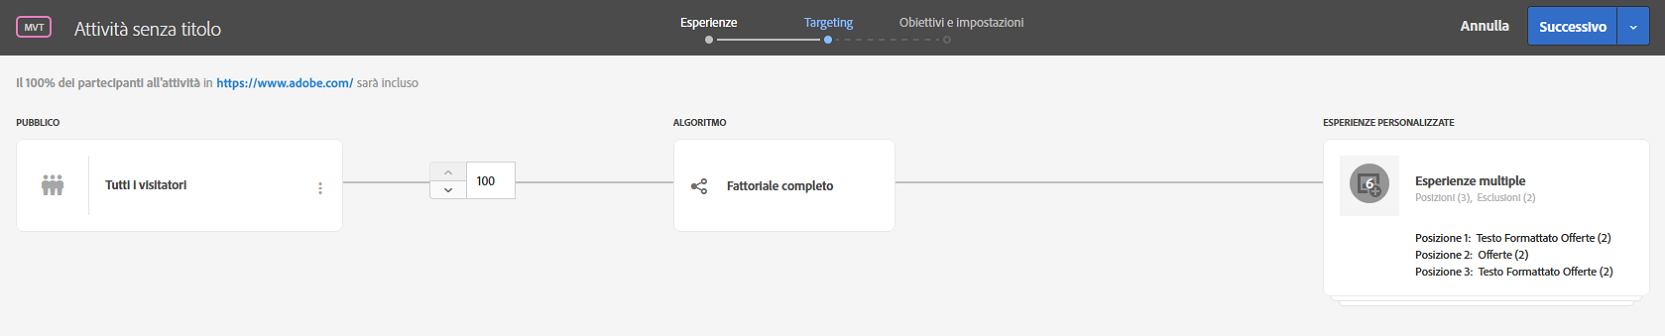 MVT
Attività senza titolo
Esperienze
Targeting
Obiettivi e impostazioni
Annulla
Successivo
Il 100% dei partecipanti all'attività in https://www.adobe.com/ sarà incluso
PUBBLICO
ALGORITMO
ESPERIENZE PERSONALIZZATE
Tutti i visitatori
100
Fattoriale completo
6
Esperienze multiple
Posizioni (3), Esclusioni (2)
Posizione 1: Testo Formattato Offerte (2)
Posizione 2: Offerte (2)
Posizione 3: Testo Formattato Offerte (2)